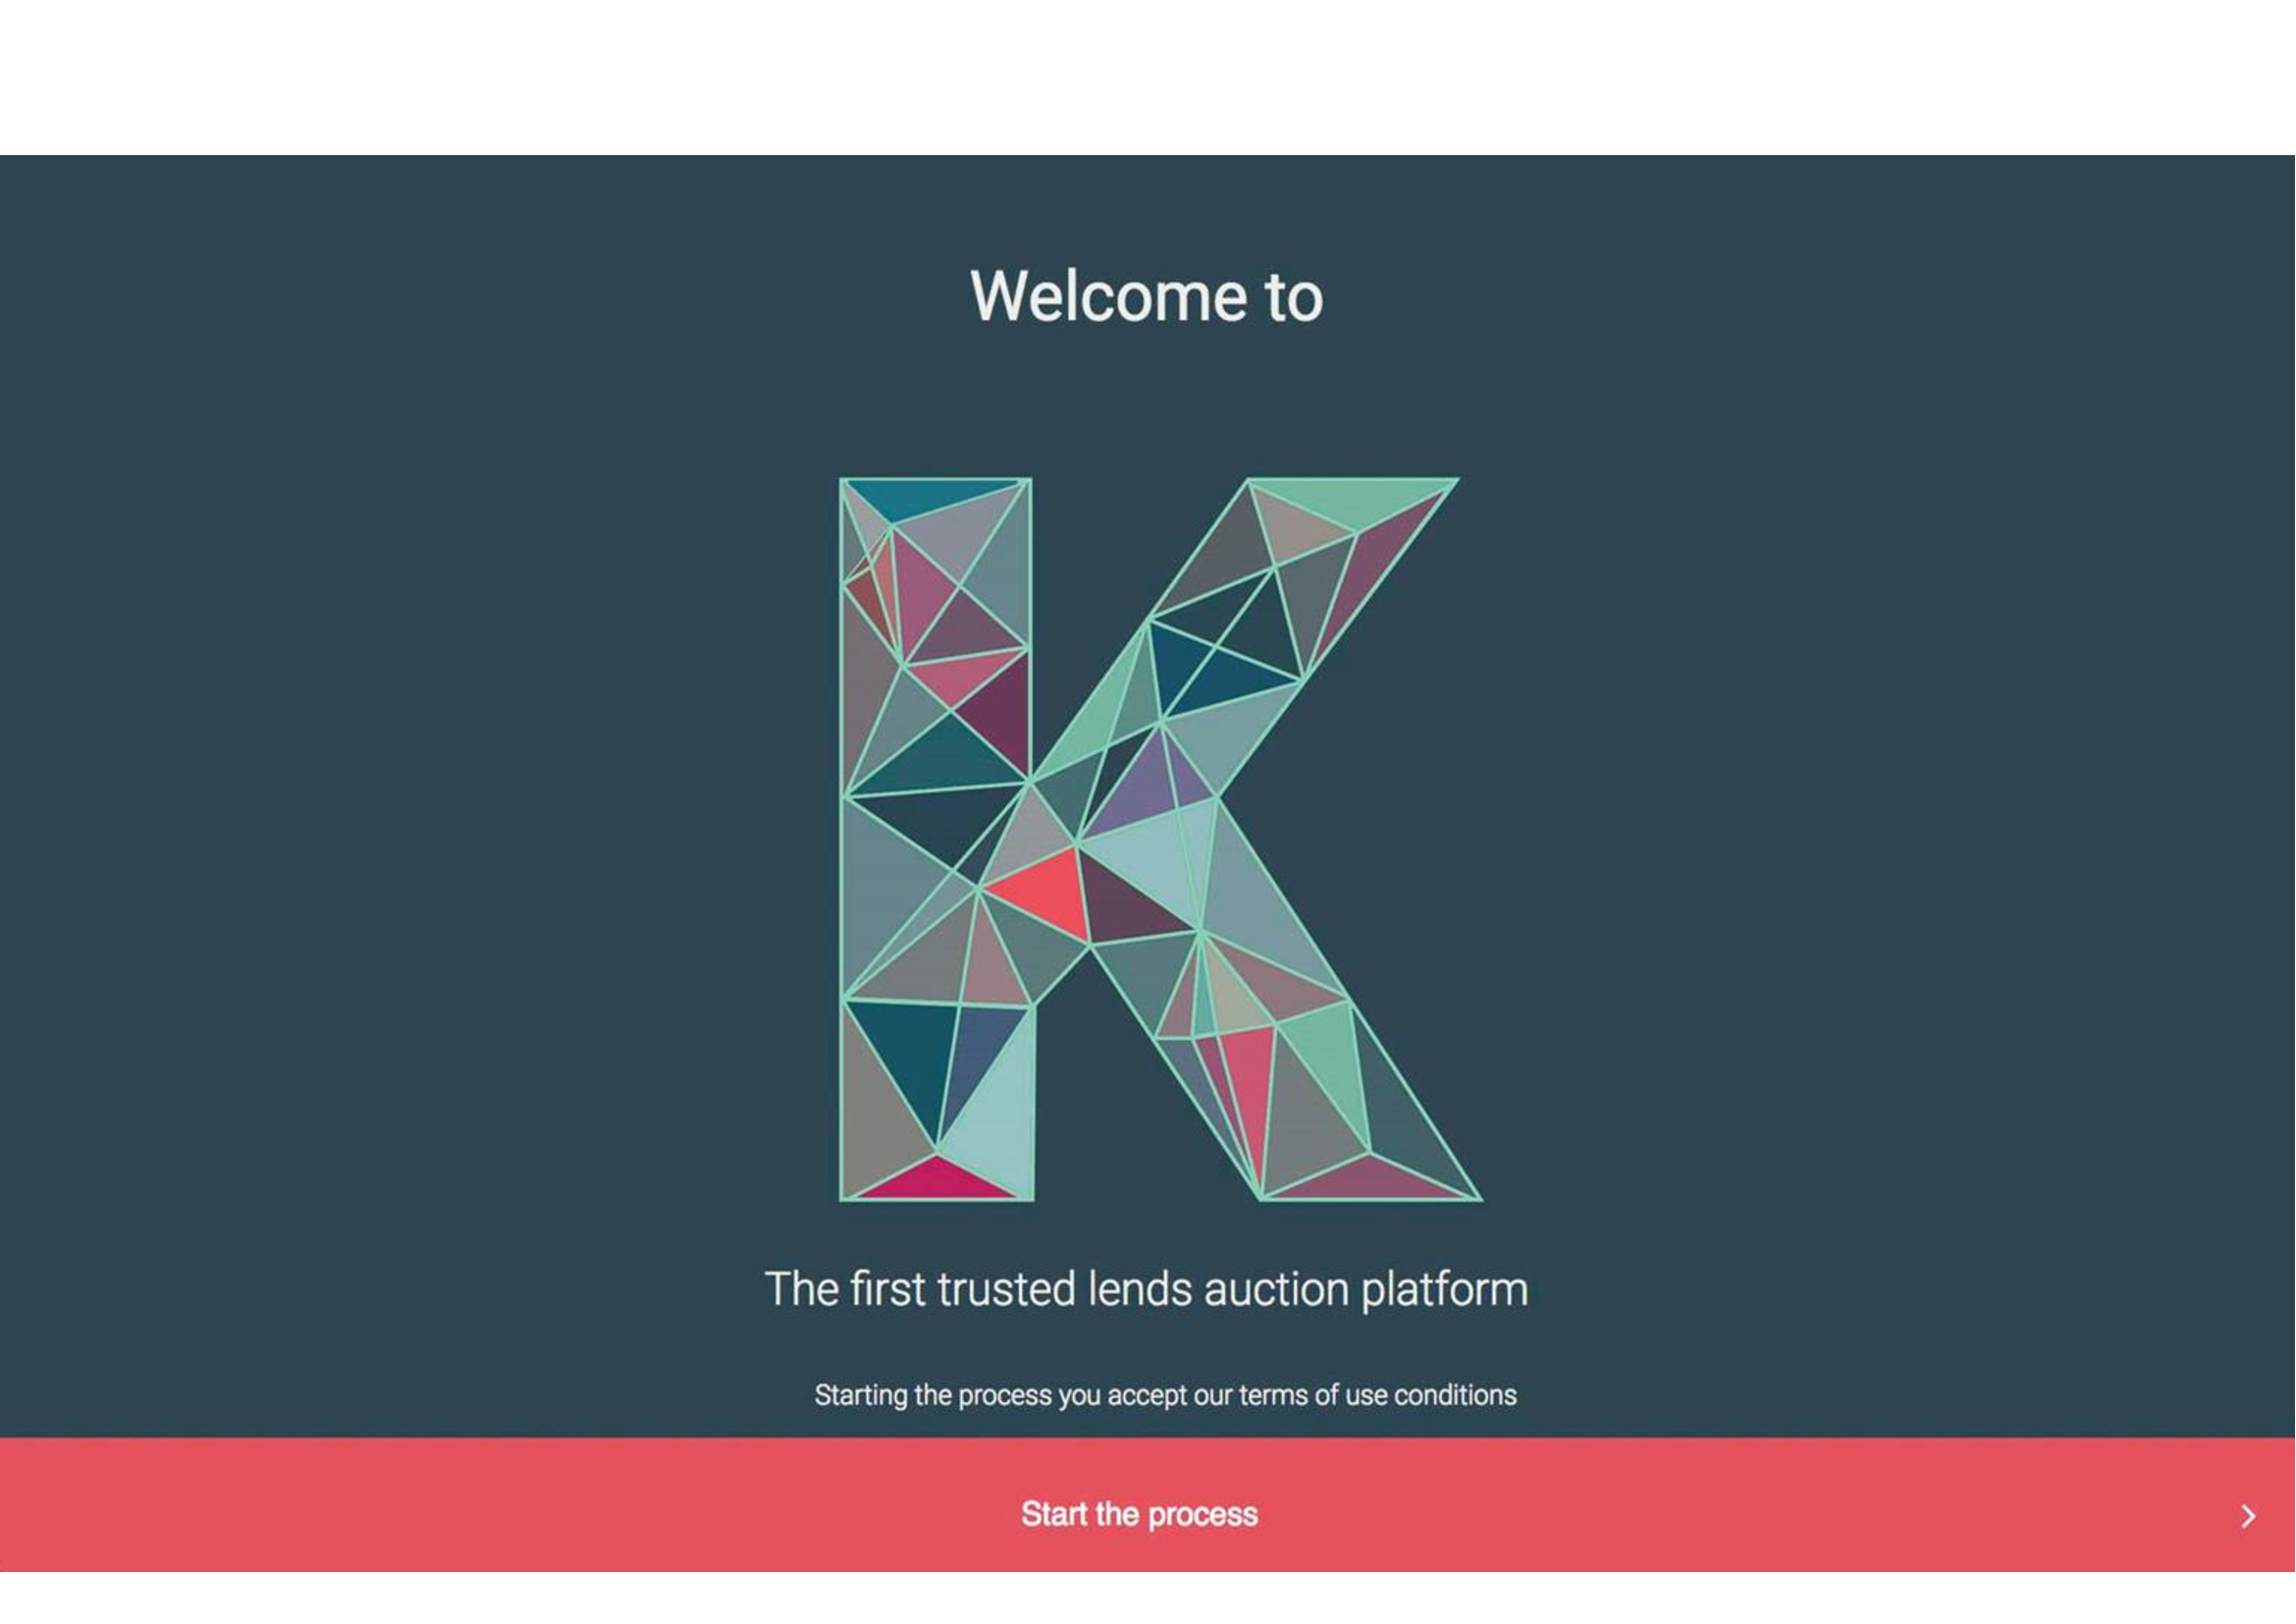 Welcome to
K
The first trusted lends auction platform
Starting the process you accept our terms of use conditions
Start the process